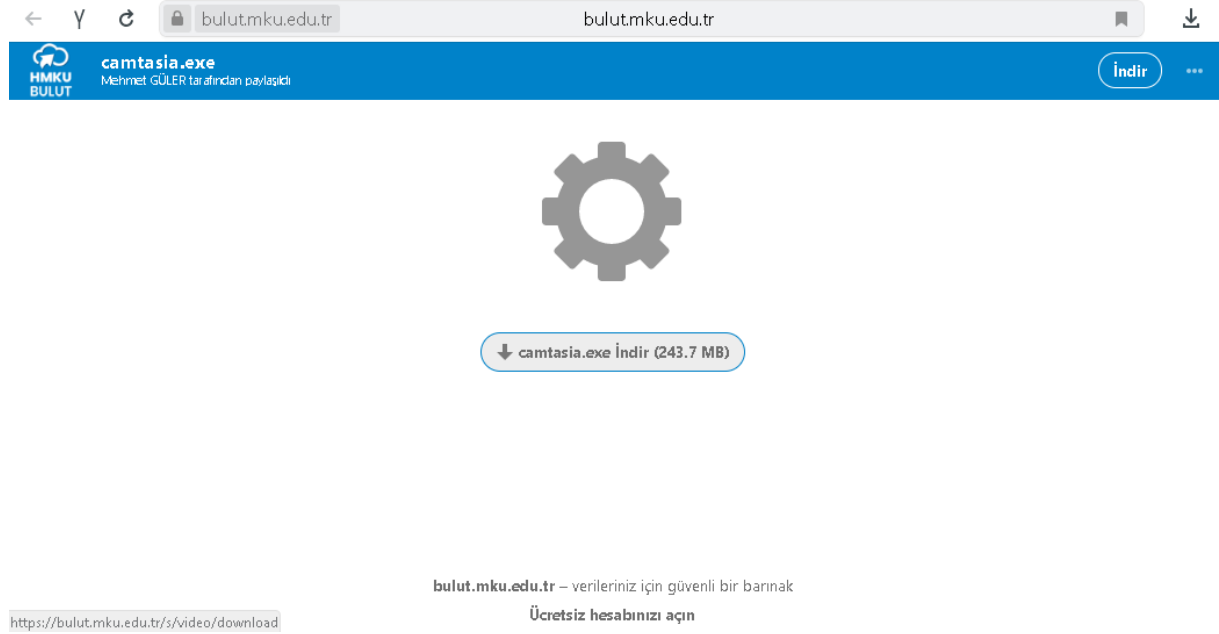 bulut.mku.edu.tr
bulut.mku.edu.tr
HMKU
BULUT
camtasia.exe
Mehmet GÜLER tarafından paylaşıldı
İndir
camtasia.exe İndir (243.7 MB)
bulut.mku.edu.tr – verileriniz için güvenli bir barınak
Ücretsiz hesabınızı açın
https://bulut.mku.edu.tr/s/video/download